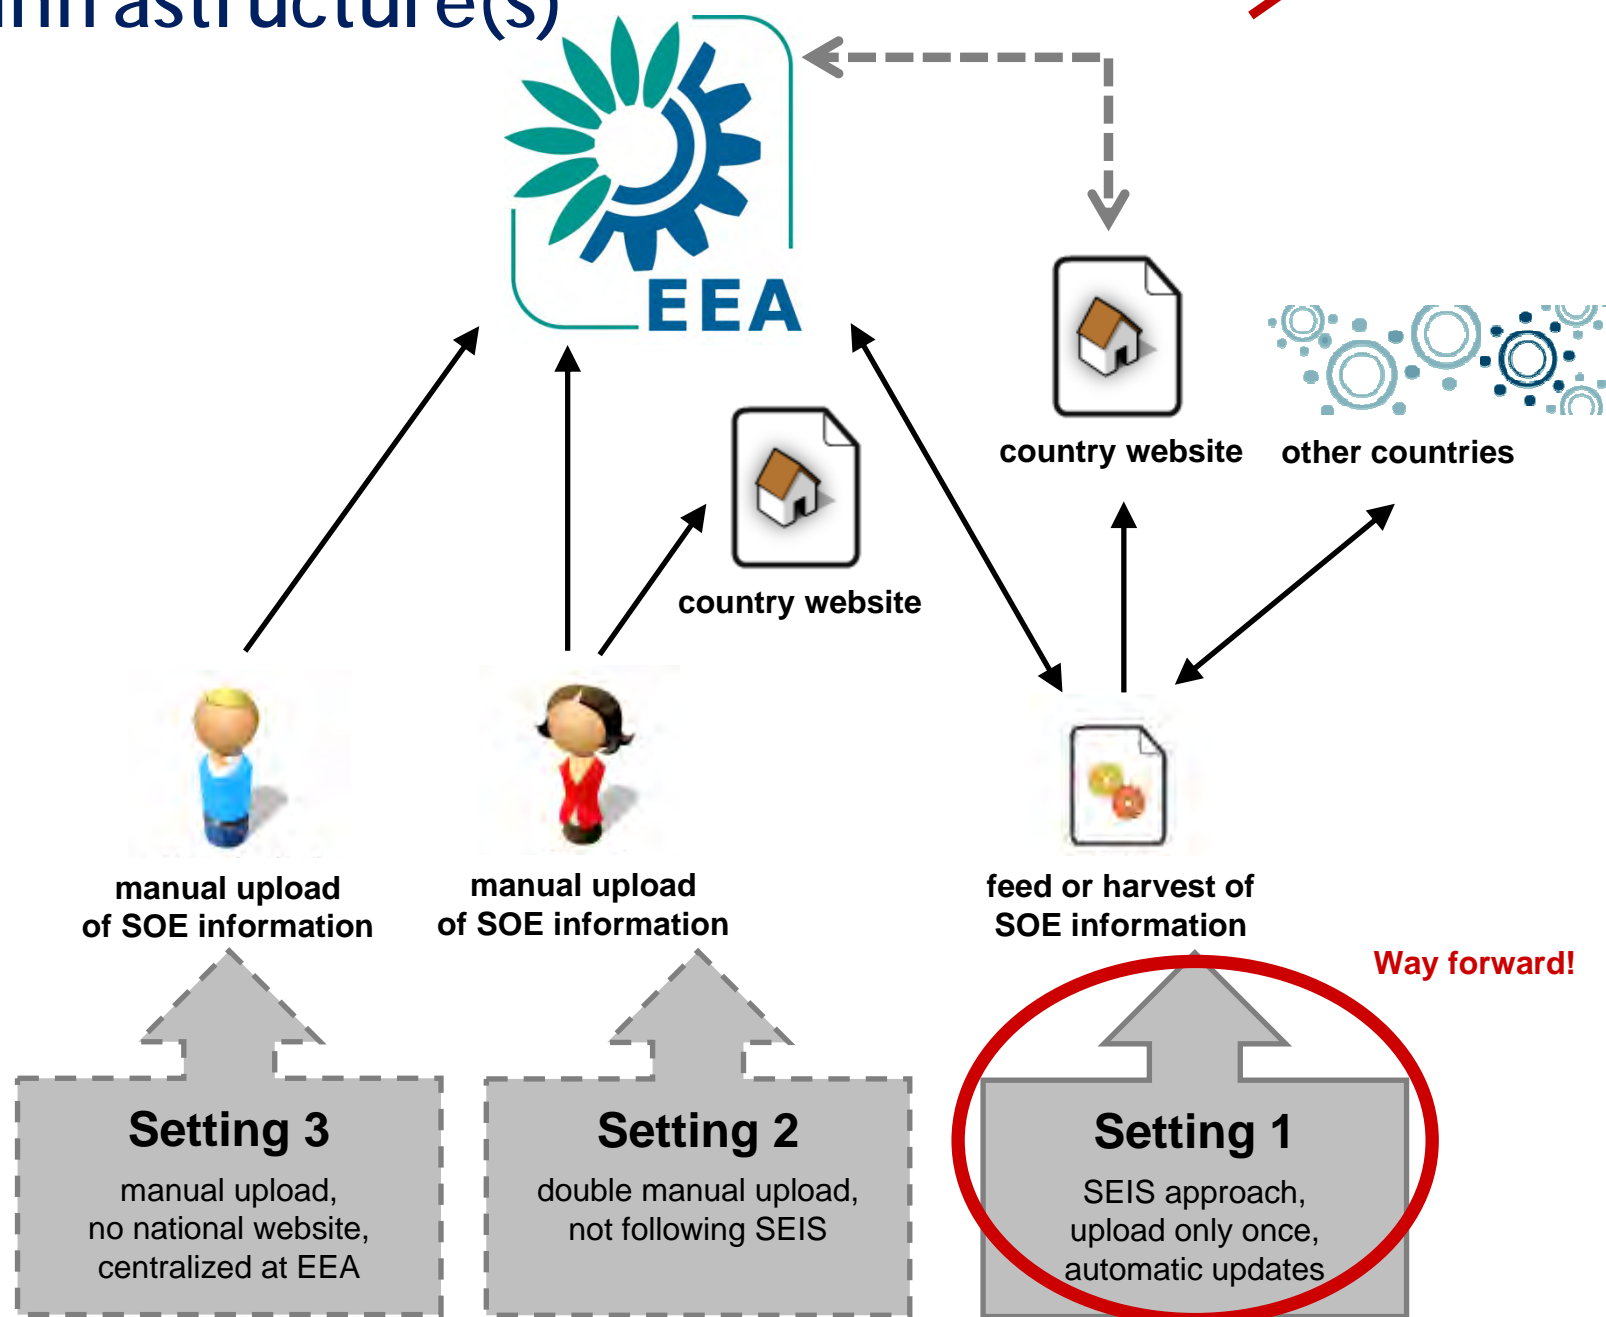 infrastructure(s)
EEA
country website
other countries
country website
manual upload
of SOE information
manual upload
of SOE information
feed or harvest of
SOE information
Way forward!
Setting 3
manual upload,
no national website,
centralized at EEA
Setting 2
double manual upload,
not following SEIS
Setting 1
SEIS approach,
upload only once,
automatic updates